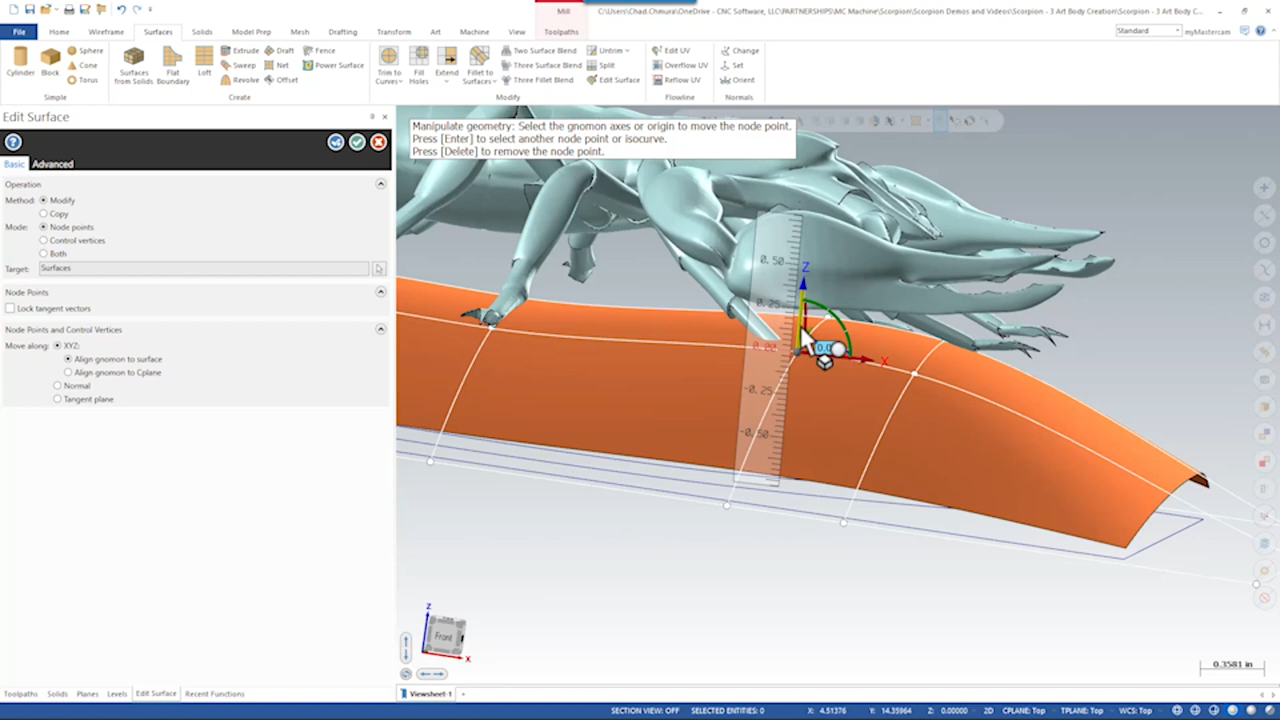 Mill
C:\Users\Chad.Chmura\OneDrive - CNC Software, LLC\PARTNERSHIPS\MC Machine\Scorpion\Scorpion Demos and Videos\Scorpion - 3 Art Body Creation\Scorpion - 3 Art Body C...
File Home Wireframe Surfaces Solids Model Prep Mesh Drafting Transform Art Machine View Toolpaths
Standard
myMastercam
Cylinder
Block
Sphere
Cone
Torus
Simple
Surfaces from Solids
Flat Boundary
Loft
Extrude
Sweep
Revolve
Draft
Net
Offset
Fence
Power Surface
Create
Trim to Curves
Fill Holes
Extend
Fillet to Surfaces
Two Surface Blend
Three Surface Blend
Three Fillet Blend
Untrim
Split
Edit Surface
Modify
Edit UV
Overflow UV
Reflow UV
Flowline
Change
Set
Orient
Normals
Edit Surface
Basic Advanced
Operation
Method: Modify
Copy
Mode: Node points
Control vertices
Both
Target: Surfaces
Node Points
Lock tangent vectors
Node Points and Control Vertices
Move along: XYZ:
Align gnomon to surface
Align gnomon to Cplane
Normal
Tangent plane
Manipulate geometry: Select the gnomon axes or origin to move the node point.
Press [Enter] to select another node point or isocurve.
Press [Delete] to remove the node point.
Z
0.50
0.25
0.00
-0.25
-0.50
X
Z
Front
X
0.3581 in
Toolpaths Solids Planes Levels Edit Surface Recent Functions
Viewsheet-1 +
SECTION VIEW: OFF SELECTED ENTITIES: 0 X: 4.51376 Y: 14.35964 Z: 0.00000 2D CPLANE: Top TPLANE: Top WCS: Top